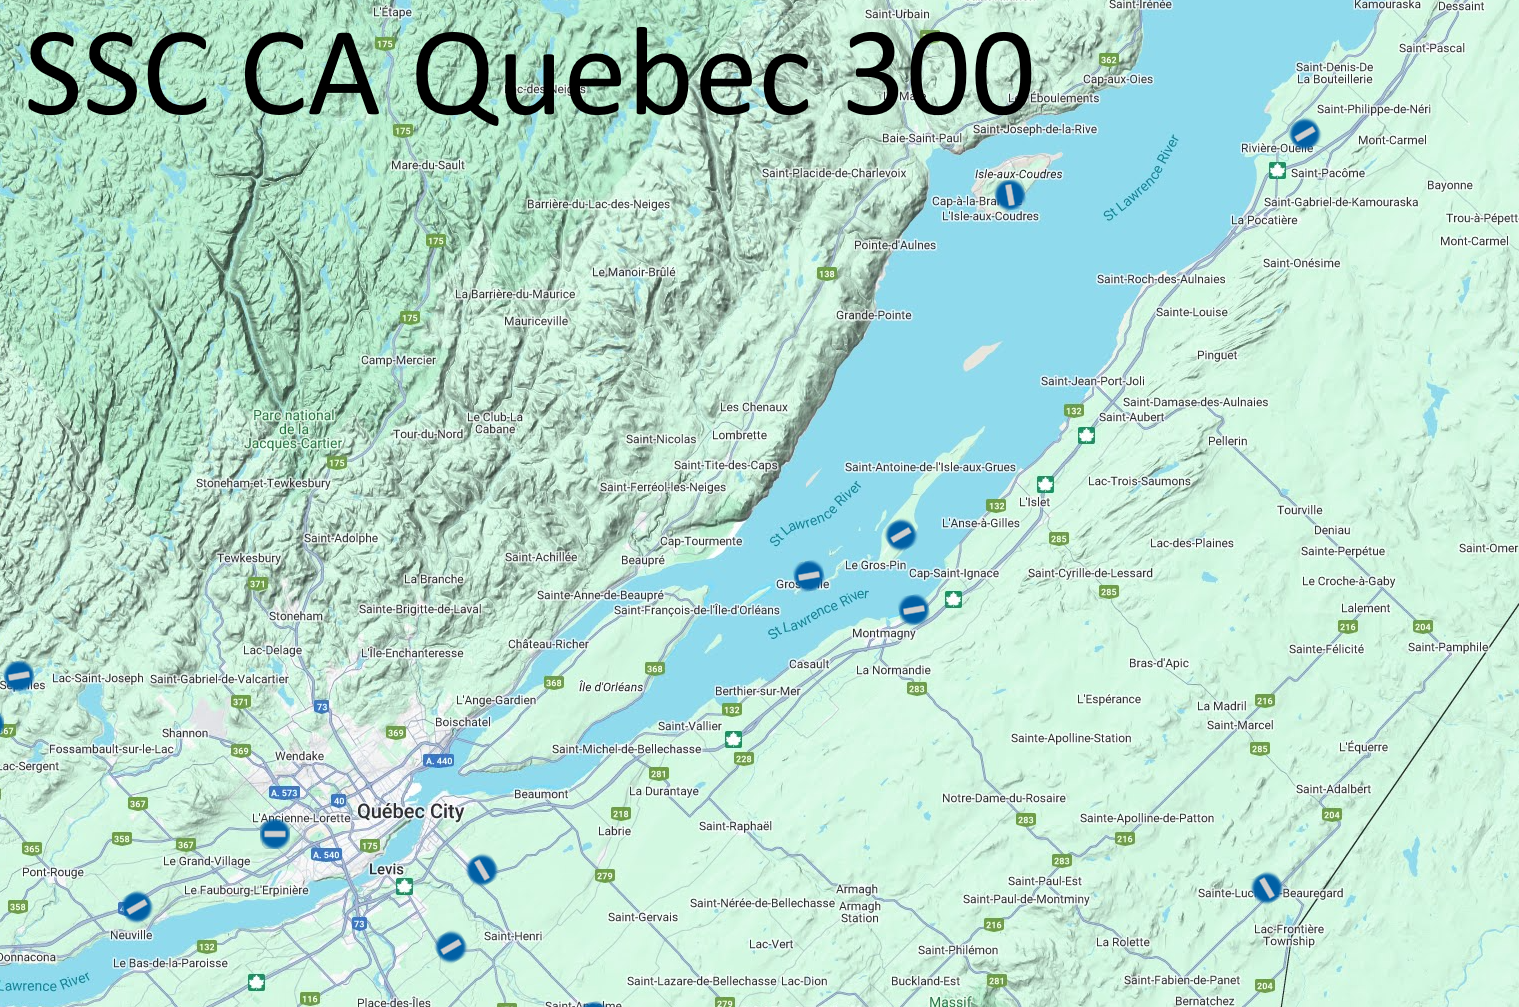 SSC CA Quebec 300
L'Étape
Saint-Urbain
Saint-Irénée
Kamouraska
Dessaint
175
362
Saint-Pascal
Cap-aux-Oies
Saint-Denis-De
La Bouteillerie
Éboulements
Saint-Philippe-de-Néri
175
Saint-Joseph-de-la-Rive
Baie-Saint-Paul
Mont-Carmel
Rivière-Ouelle
Mare-du-Sault
Saint-Placide-de-Charlevoix
Isle-aux-Coudres
St Lawrence River
Saint-Pacôme
Bayonne
Barrière-du-Lac-des-Neiges
L'Isle-aux-Coudres
Saint-Gabriel-de-Kamouraska
La Pocatière
175
Pointe-d'Aulnes
Mont-Carmel
Le Manoir-Brûlé
138
Saint-Onésime
Saint-Roch-des-Aulnaies
La Barrière-du-Maurice
175
Mauriceville
Grande-Pointe
Sainte-Louise
Camp-Mercier
Pinguet
Saint-Jean-Port-Joli
Parc national
de la
Jacques-Cartier
Le Club-La
Cabane
Les Chenaux
132
Saint-Damase-des-Aulnaies
Saint-Aubert
Tour-du-Nord
Saint-Nicolas
Lombrette
Pellerin
175
Saint-Tite-des-Caps
Saint-Antoine-de-l'Isle-aux-Grues
Stoneham-et-Tewkesbury
Saint-Ferréol-les-Neiges
St Lawrence River
132
L'Islet
Lac-Trois-Saumons
Tourville
L'Anse-à-Gilles
Deniau
Saint-Adolphe
Cap-Tourmente
285
Lac-des-Plaines
Sainte-Perpétue
Saint-Omer
Tewkesbury
Saint-Achillée
Beaupré
Le Gros-Pin
371
La Branche
Cap-Saint-Ignace
Saint-Cyrille-de-Lessard
Le Croche-à-Gaby
Sainte-Anne-de-Beaupré
285
Stoneham
Sainte-Brigitte-de-Laval
Saint-François-de-l'Île-d'Orléans
St Lawrence River
Lalement
216
204
Montmagny
Lac-Delage
L'Île-Enchanteresse
Château-Richer
Sainte-Félicité
Saint-Pamphile
368
Casault
La Normandie
Bras-d'Apic
Lac-Saint-Joseph
Saint-Gabriel-de-Valcartier
368
Île d'Orléans
Berthier-sur-Mer
283
371
73
L'Ange-Gardien
132
L'Espérance
La Madril
216
Boischatel
Saint-Vallier
Saint-Marcel
Shannon
369
Sainte-Apolline-Station
Fossambault-sur-le-Lac
369
Wendake
A. 440
Saint-Michel-de-Bellechasse
228
285
L'Équerre
281
A. 573
40
Beaumont
La Durantaye
Notre-Dame-du-Rosaire
Saint-Adalbert
367
L'Ancienne-Lorette
Québec City
218
283
Sainte-Apolline-de-Patton
204
365
358
367
175
Labrie
Saint-Raphaël
216
Le Grand-Village
A. 540
283
Pont-Rouge
Levis
279
Saint-Paul-Est
Le Faubourg-L'Erpinière
Armagh
Saint-Paul-de-Montminy
Beauregard
358
Sainte-Nérée-de-Bellechasse
Armagh
Station
Saint-Gervais
216
73
Lac-Frontière
Township
Neuville
132
Saint-Henri
Lac-Vert
Saint-Philémon
La Rolette
Le Bas-de-la-Paroisse
Saint-Lazare-de-Bellechasse
Lac-Dion
Buckland-Est
281
Saint-Fabien-de-Panet
204
116
Place-des-Îles
279
Massif
Bernatchez